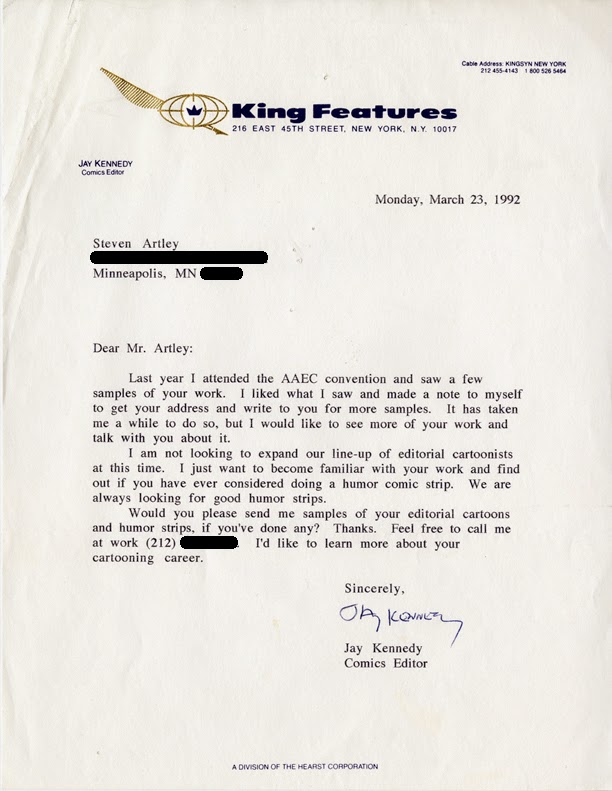 Cable Address: KINGSYN NEW YORK
212 455-4143 1 800 526 5464
King Features
216 EAST 45TH STREET, NEW YORK, N.Y. 10017
JAY KENNEDY
Comics Editor
Monday, March 23, 1992
Steven Artley
Minneapolis, MN
Dear Mr. Artley:
Last year I attended the AAEC convention and saw a few
samples of your work. I liked what I saw and made a note to myself
to get your address and write to you for more samples. It has taken
me a while to do so, but I would like to see more of your work and
talk with you about it.
I am not looking to expand our line-up of editorial cartoonists
at this time. I just want to become familiar with your work and find
out if you have ever considered doing a humor comic strip. We are
always looking for good humor strips.
Would you please send me samples of your editorial cartoons
and humor strips, if you've done any? Thanks. Feel free to call me
at work (212) I'd like to learn more about your
cartooning career.
Sincerely,
JAY KENNEDY
Jay Kennedy
Comics Editor
A DIVISION OF THE HEARST CORPORATION